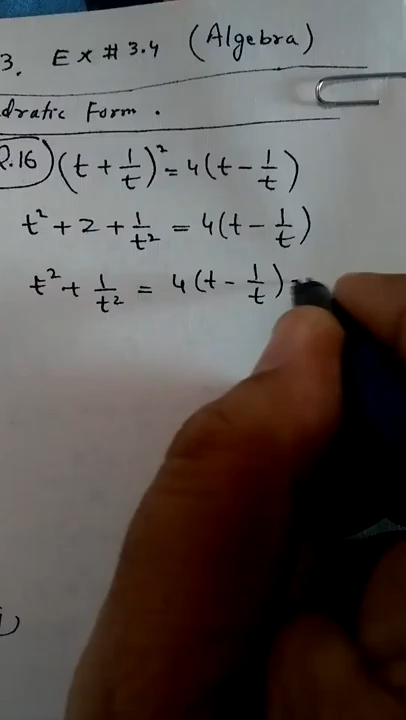 3. Ex # 3.4 (Algebra)
dratic Form.
Q.16) (t + 1/t)² = 4(t - 1/t)
t² + 2 + 1/t² = 4(t - 1/t)
t² + 1/t² = 4(t - 1/t) -